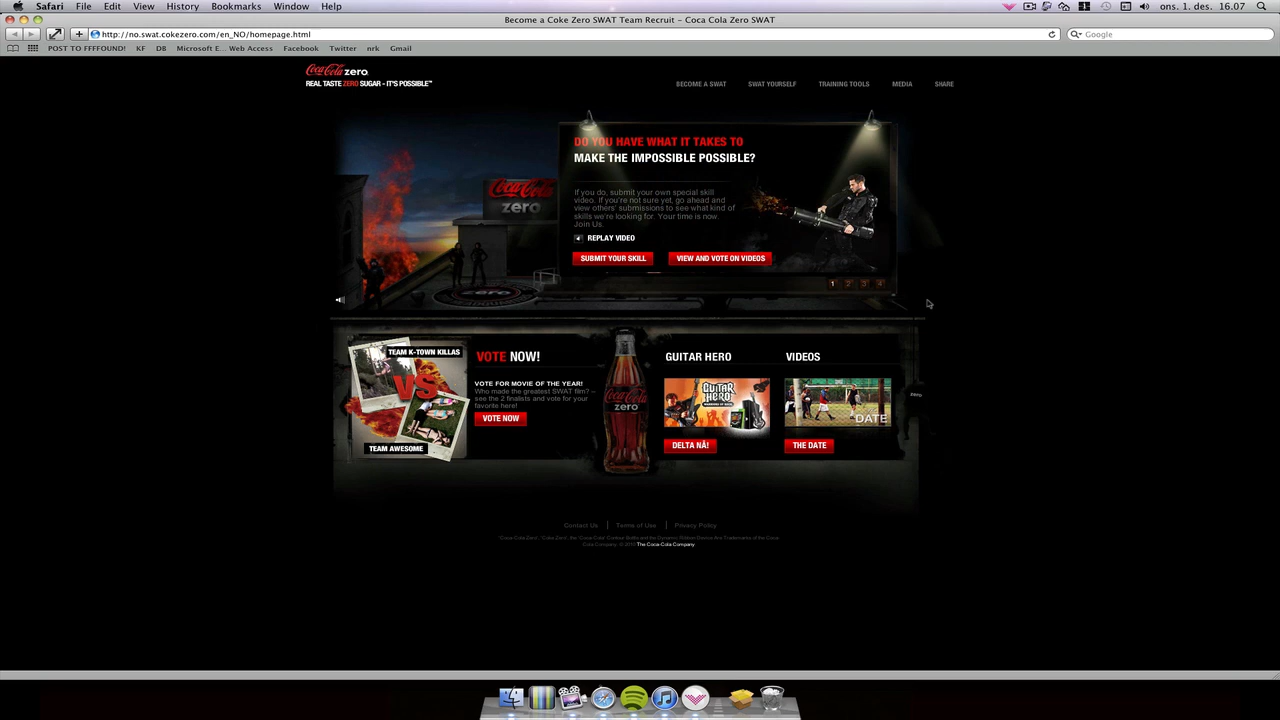 Safari File Edit View History Bookmarks Window Help ons. 1. des. 16.07
Become a Coke Zero SWAT Team Recruit – Coca Cola Zero SWAT
http://no.swat.cokezero.com/en_NO/homepage.html
Google
POST TO FFFFOUND! KF DB Microsoft E... Web Access Facebook Twitter nrk Gmail
Coca-Cola zero
REAL TASTE ZERO SUGAR - IT'S POSSIBLE™
BECOME A SWAT SWAT YOURSELF TRAINING TOOLS MEDIA SHARE
DO YOU HAVE WHAT IT TAKES TO
MAKE THE IMPOSSIBLE POSSIBLE?
Coca-Cola
zero
If you do, submit your own special skill
video. If you're not sure yet, go ahead and
view others' submissions to see what kind of
skills we're looking for. Your time is now.
Join Us.
REPLAY VIDEO
SUBMIT YOUR SKILL VIEW AND VOTE ON VIDEOS
1 2 3 4
zero
TEAM K-TOWN KILLAS
VS
TEAM AWESOME
VOTE NOW!
VOTE FOR MOVIE OF THE YEAR!
Who made the greatest SWAT film? –
see the 2 finalists and vote for your
favorite here!
VOTE NOW
Coca-Cola
zero
GUITAR HERO
GUITAR
HERO
DELTA NÅ!
VIDEOS
DATE
THE DATE
Contact Us | Terms of Use | Privacy Policy
"Coca-Cola Zero", "Coke Zero", the "Coca-Cola" Contour Bottle and the Dynamic Ribbon Device Are Trademarks of the Coca-
Cola Company. © 2010 The Coca-Cola Company